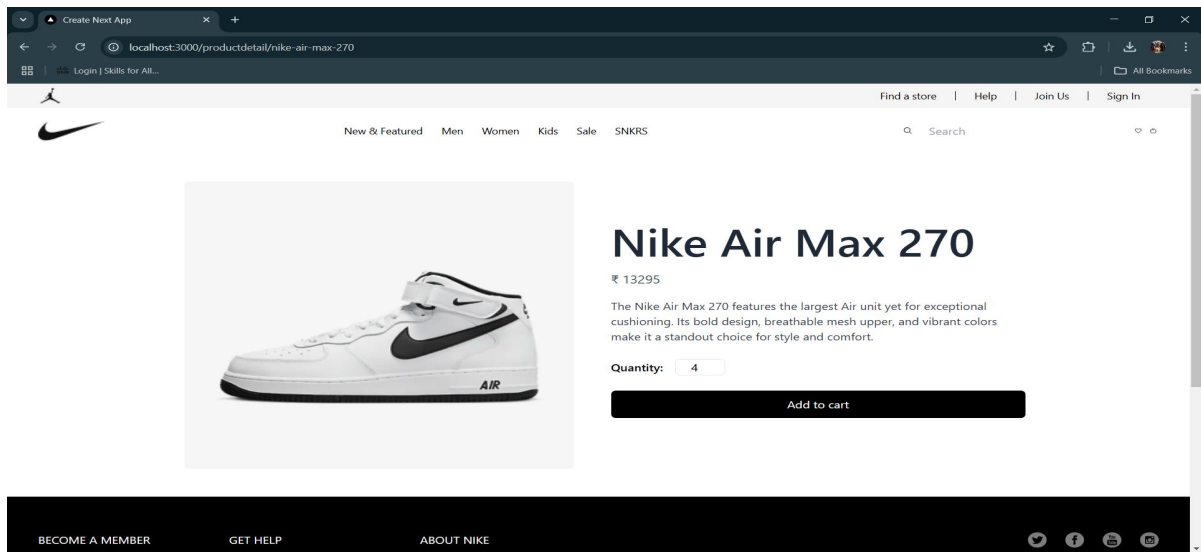 Create Next App
localhost:3000/productdetail/nike-air-max-270
Login | Skills for All...
All Bookmarks
Find a store | Help | Join Us | Sign In
New & Featured Men Women Kids Sale SNKRS
Search
Nike Air Max 270
₹ 13295
The Nike Air Max 270 features the largest Air unit yet for exceptional
cushioning. Its bold design, breathable mesh upper, and vibrant colors
make it a standout choice for style and comfort.
Quantity: 4
Add to cart
AIR
BECOME A MEMBER GET HELP ABOUT NIKE